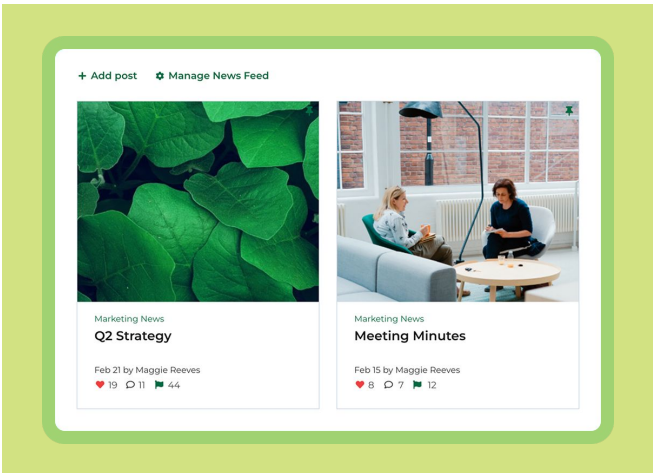 Add post Manage News Feed
Marketing News
Q2 Strategy
Feb 21 by Maggie Reeves
19 11 44
Marketing News
Meeting Minutes
Feb 15 by Maggie Reeves
8 7 12